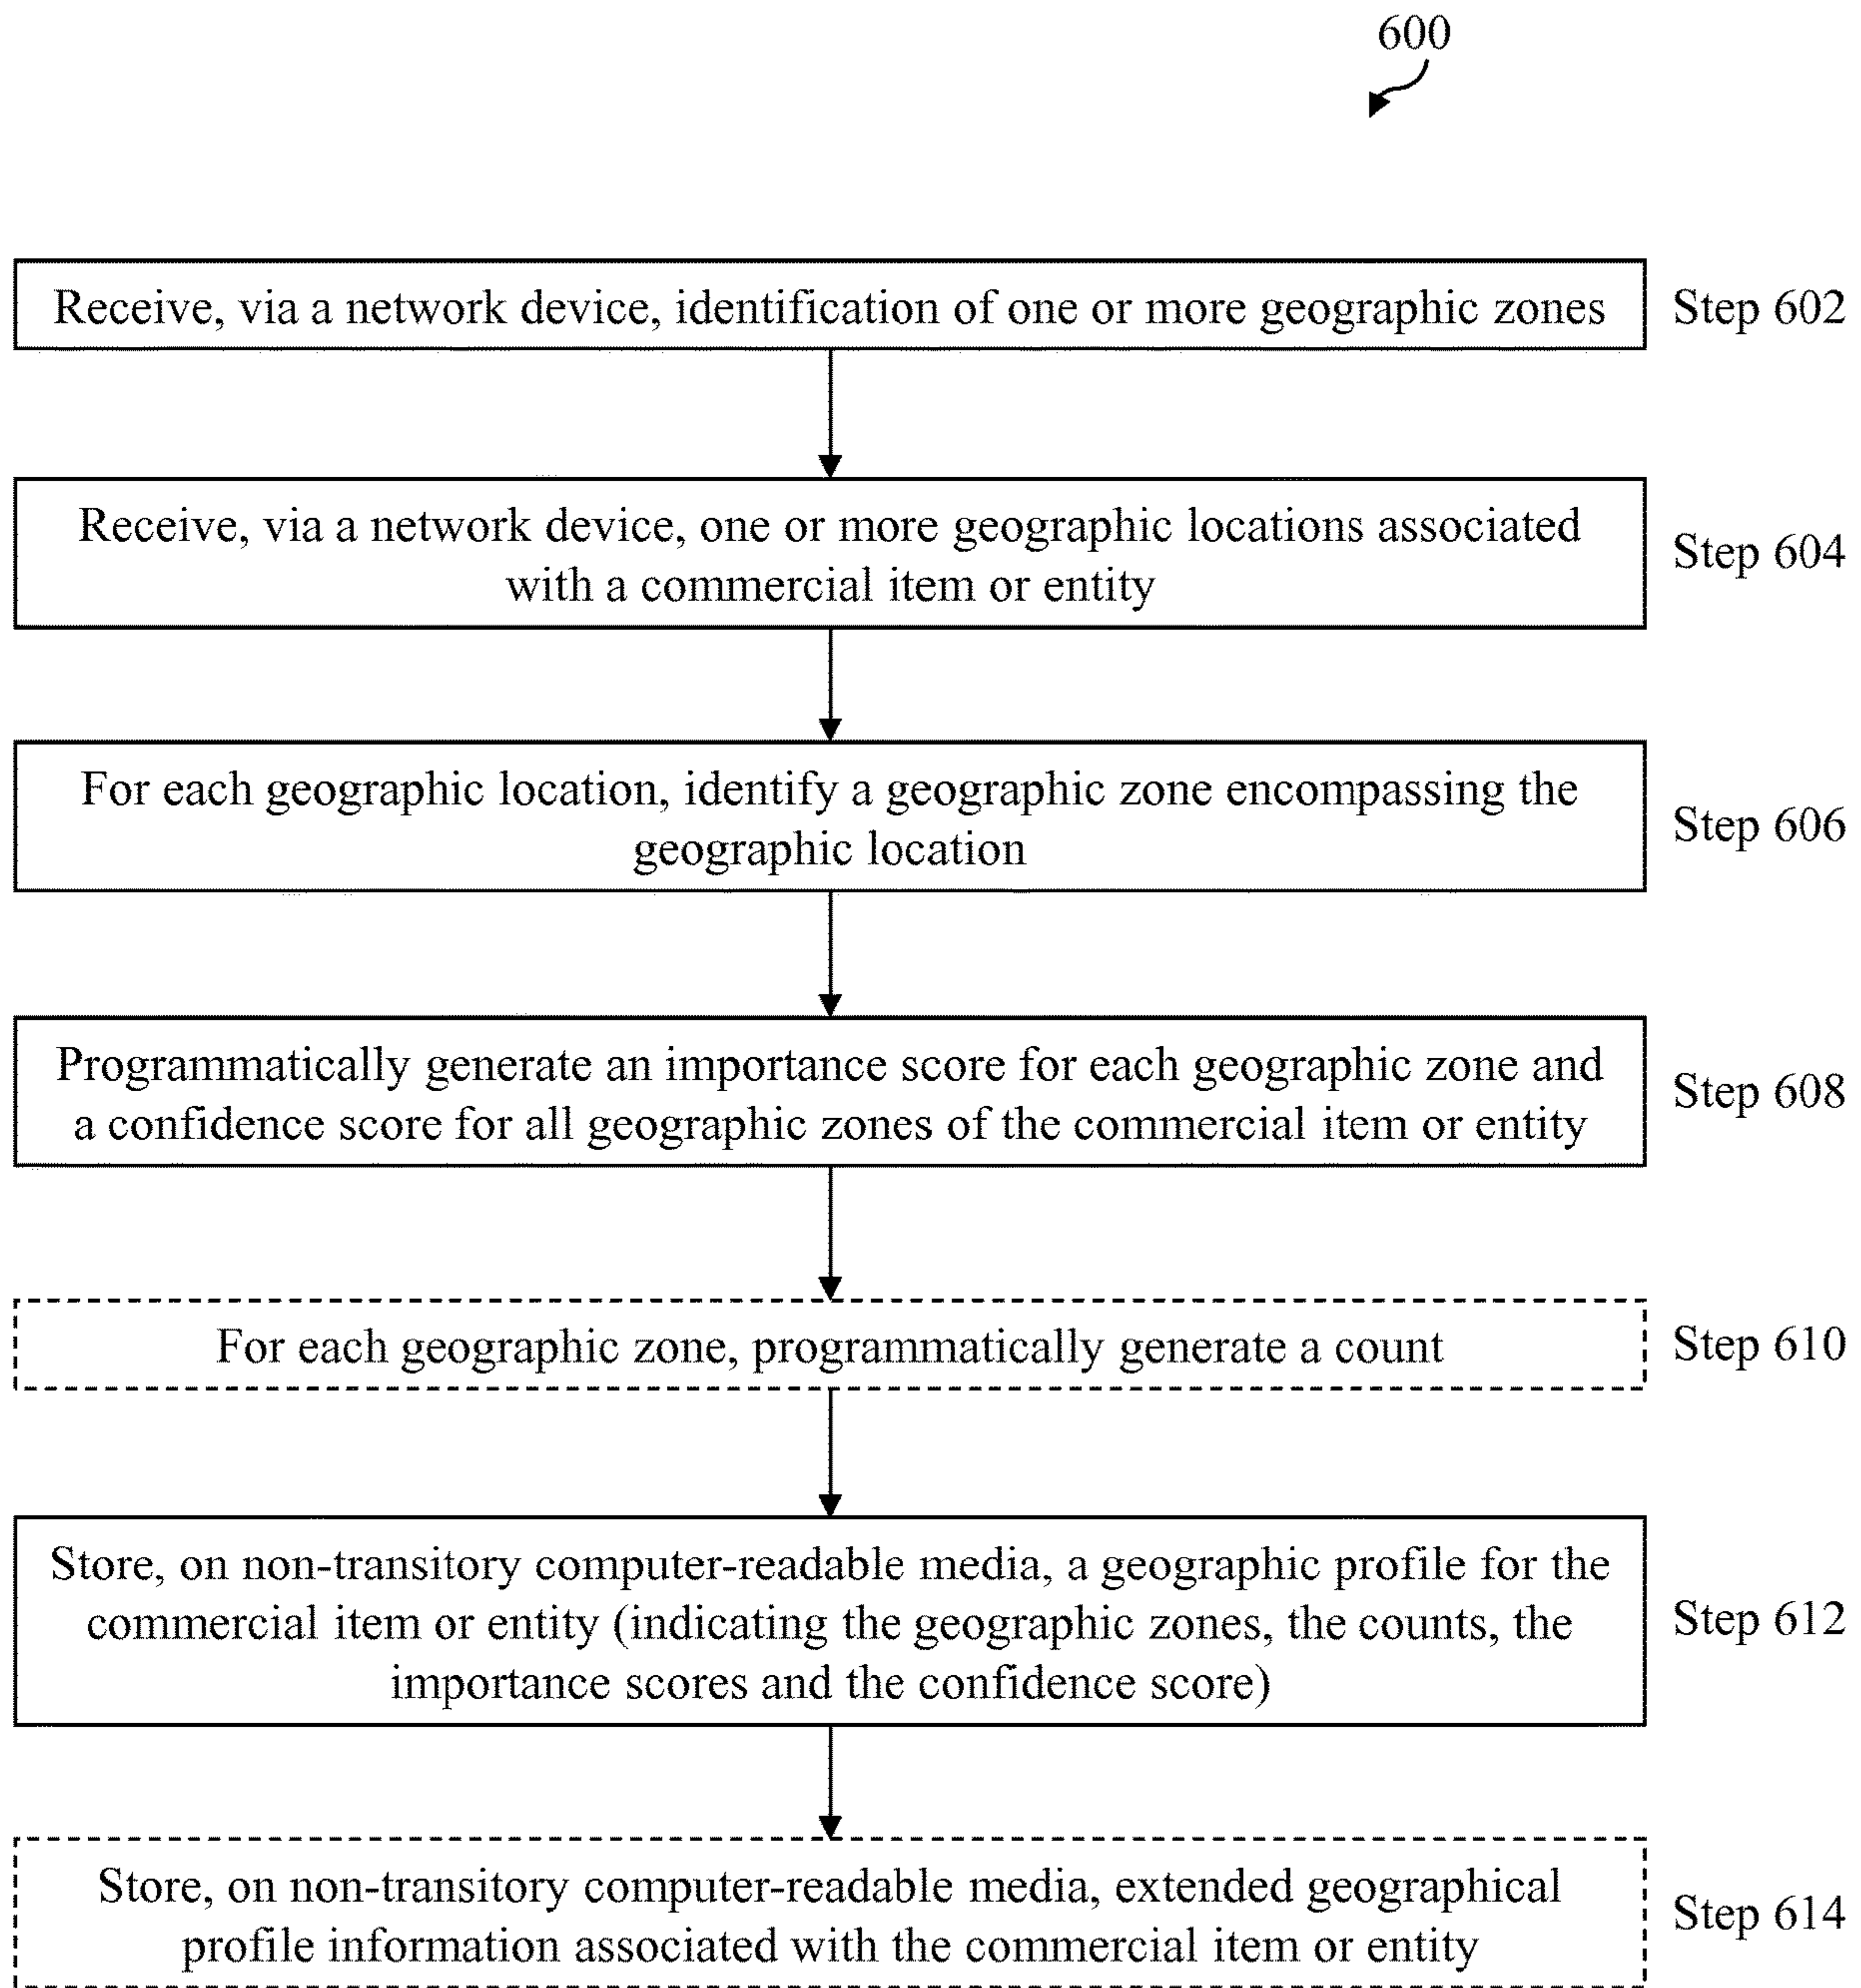 600
Receive, via a network device, identification of one or more geographic zones
Step 602
Receive, via a network device, one or more geographic locations associated
with a commercial item or entity
Step 604
For each geographic location, identify a geographic zone encompassing the
geographic location
Step 606
Programmatically generate an importance score for each geographic zone and
a confidence score for all geographic zones of the commercial item or entity
Step 608
For each geographic zone, programmatically generate a count
Step 610
Store, on non-transitory computer-readable media, a geographic profile for the
commercial item or entity (indicating the geographic zones, the counts, the
importance scores and the confidence score)
Step 612
Store, on non-transitory computer-readable media, extended geographical
profile information associated with the commercial item or entity
Step 614